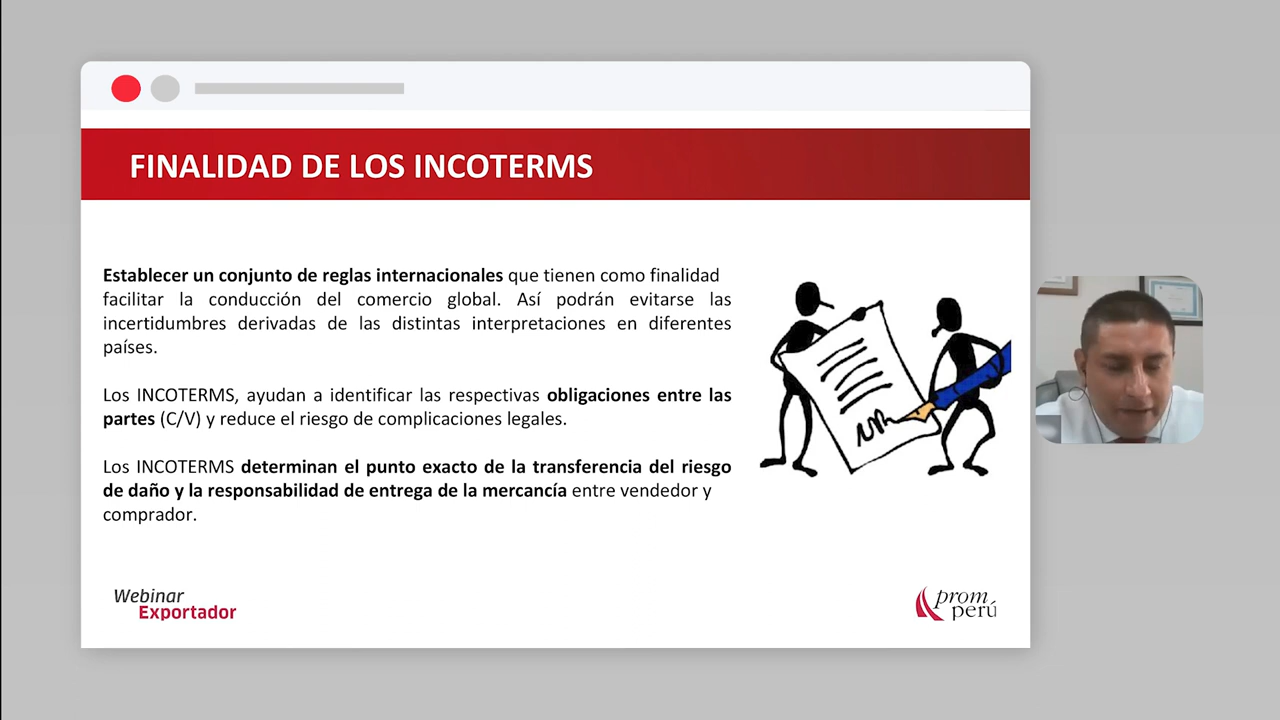 FINALIDAD DE LOS INCOTERMS
Establecer un conjunto de reglas internacionales que tienen como finalidad
facilitar la conducción del comercio global. Así podrán evitarse las
incertidumbres derivadas de las distintas interpretaciones en diferentes
países.
Los INCOTERMS, ayudan a identificar las respectivas obligaciones entre las
partes (C/V) y reduce el riesgo de complicaciones legales.
Los INCOTERMS determinan el punto exacto de la transferencia del riesgo
de daño y la responsabilidad de entrega de la mercancía entre vendedor y
comprador.
Webinar
Exportador
prom
perú